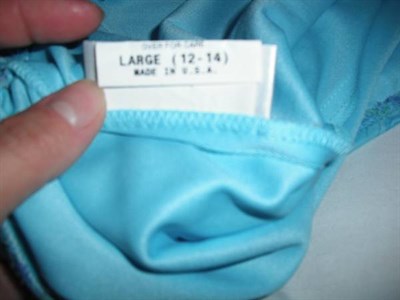 OVER FOR CARE
LARGE (12-14)
MADE IN U.S.A.